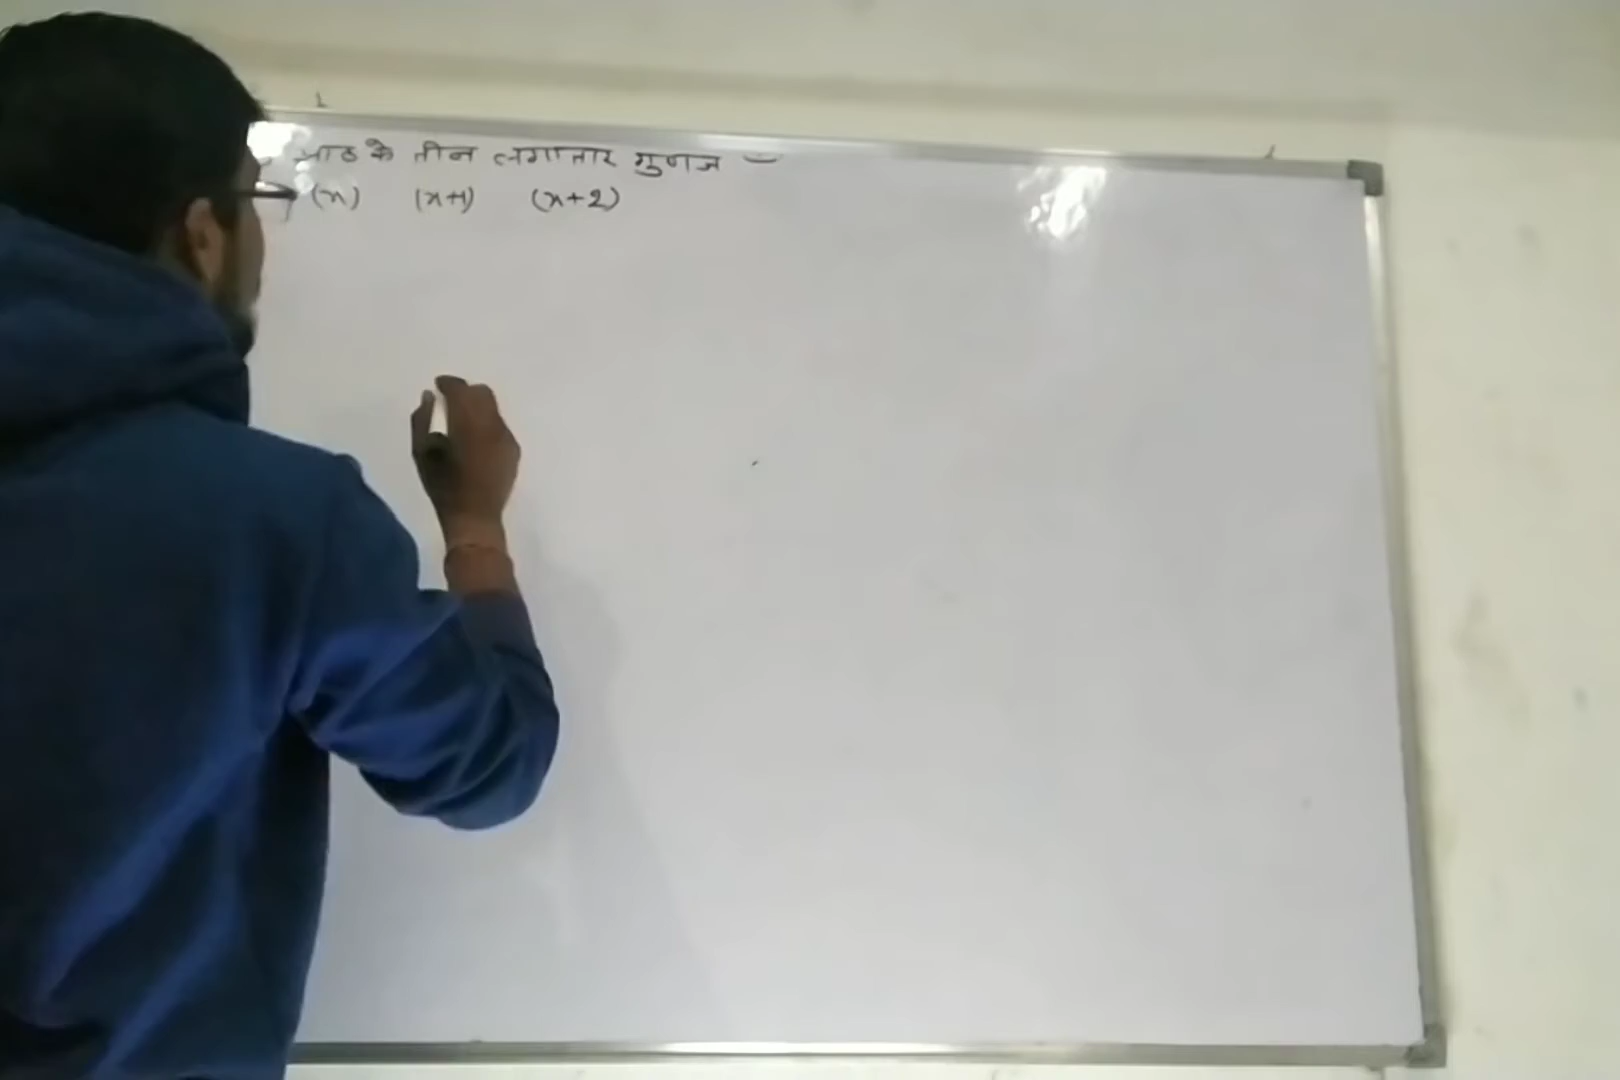 आठ के तीन लगातार गुणज -
(x) (x+1) (x+2)